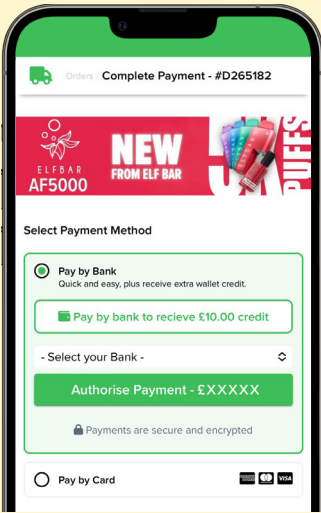 Orders / Complete Payment - #D265182
ELFBAR
AF5000
NEW
FROM ELF BAR
PUFFS
Select Payment Method
Pay by Bank
Quick and easy, plus receive extra wallet credit.
Pay by bank to recieve £10.00 credit
- Select your Bank -
Authorise Payment - £XXXXX
Payments are secure and encrypted
Pay by Card
VISA